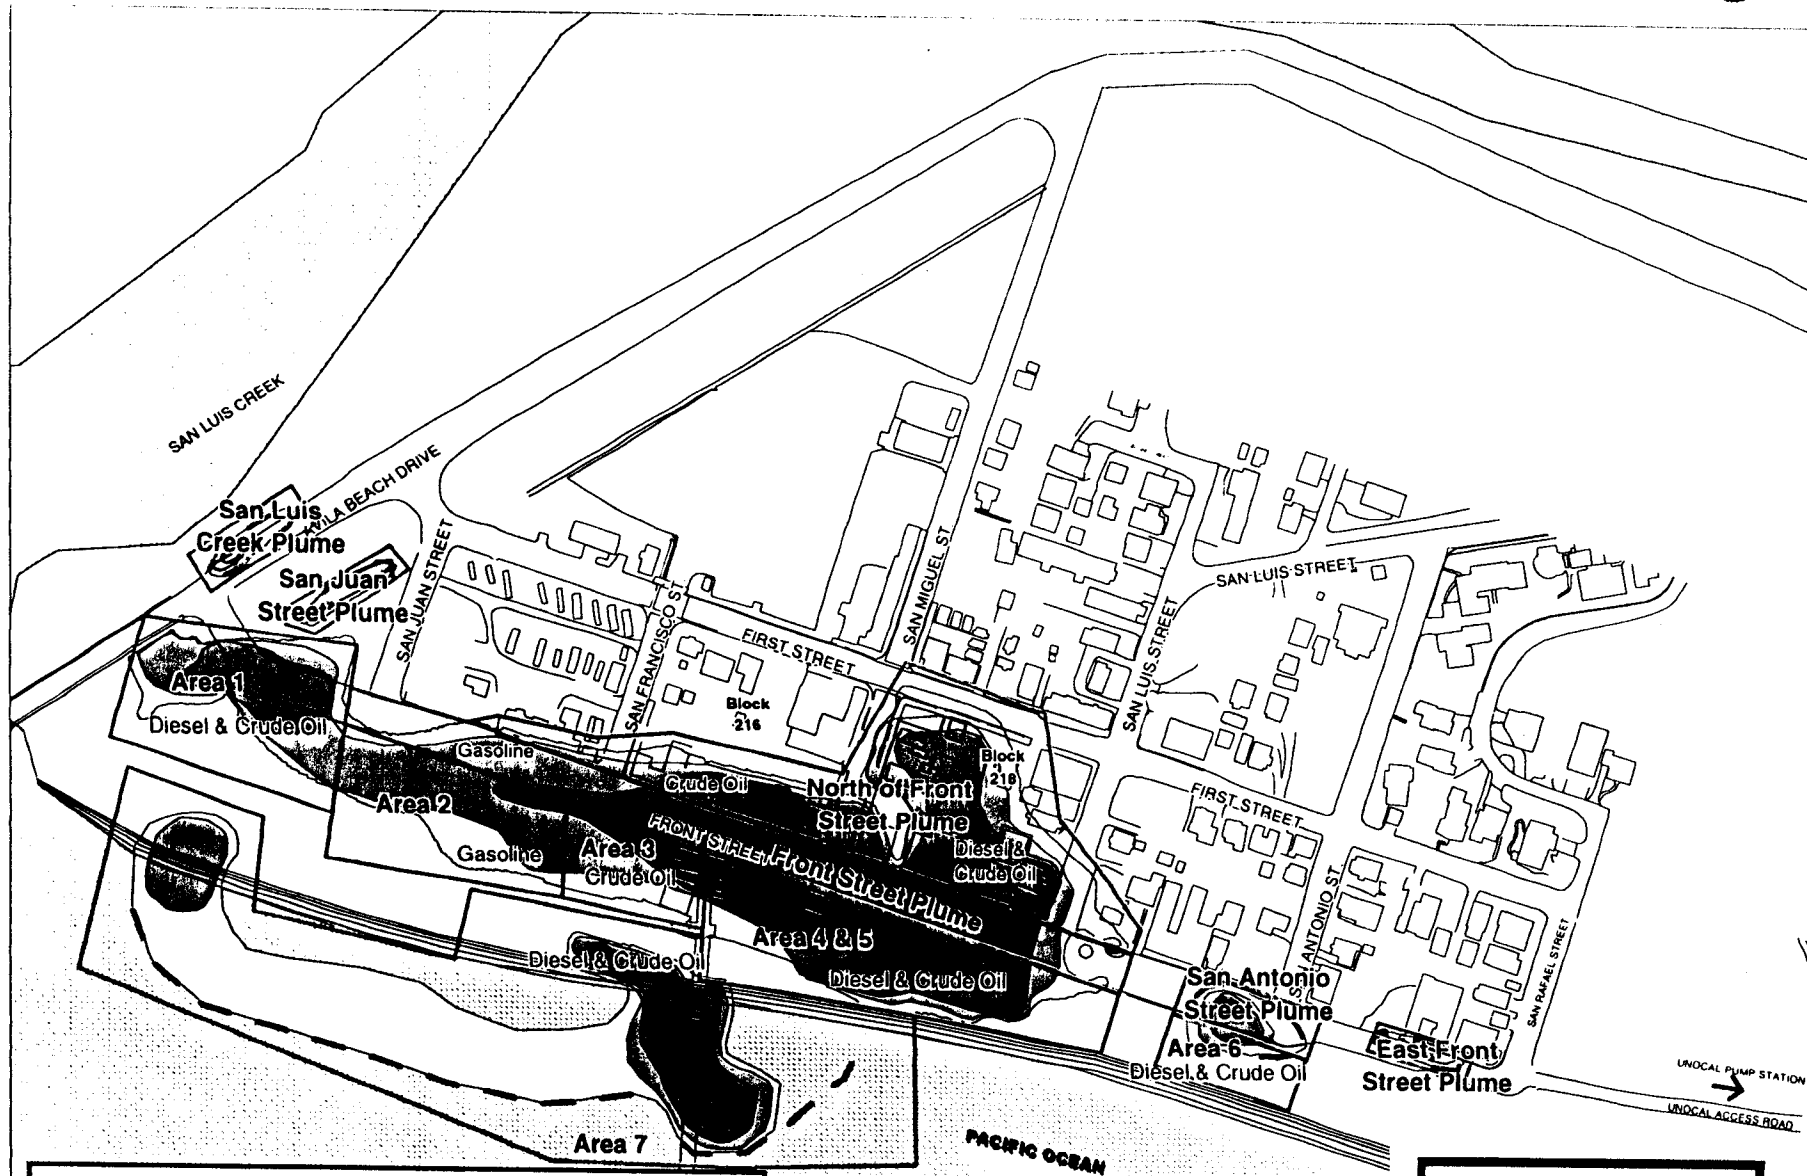 SAN LUIS CREEK
AVILA BEACH DRIVE
San Luis
Creek Plume
San Juan
Street Plume
SAN JUAN STREET
SAN FRANCISCO ST
FIRST STREET
SAN MIGUEL ST
SAN LUIS STREET
SAN LUIS STREET
Area 1
Diesel & Crude Oil
Block
216
Gasoline
Crude Oil
North of Front
Street Plume
Block
218
FIRST STREET
Area 2
FRONT STREET
Front Street Plume
Gasoline
Area 3
Crude Oil
Diesel &
Crude Oil
Area 4 & 5
Diesel & Crude Oil
Diesel & Crude Oil
ANTONIO ST
San Antonio
Street Plume
SAN RAFAEL STREET
Area 6
Diesel & Crude Oil
East Front
Street Plume
UNOCAL PUMP STATION
UNOCAL ACCESS ROAD
Area 7
PACIFIC OCEAN